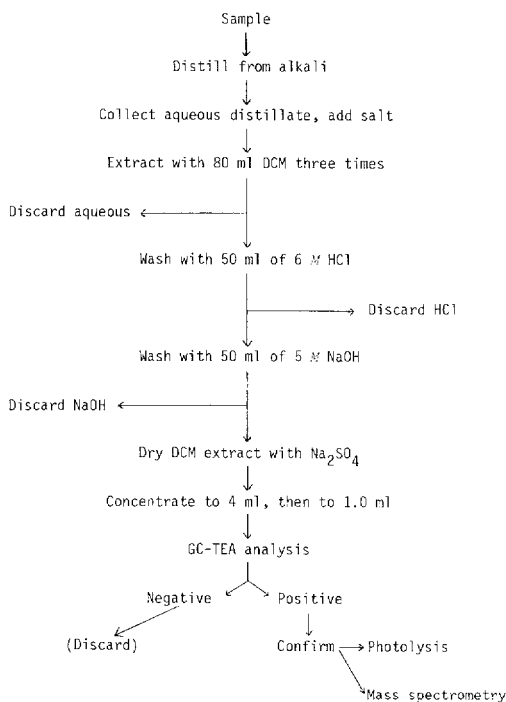 Sample
Distill from alkali
Collect aqueous distillate, add salt
Extract with 80 ml DCM three times
Discard aqueous
Wash with 50 ml of 6 M HCl
Discard HCl
Wash with 50 ml of 5 M NaOH
Discard NaOH
Dry DCM extract with Na₂SO₄
Concentrate to 4 ml, then to 1.0 ml
GC-TEA analysis
Negative Positive
(Discard) Confirm Photolysis
Mass spectrometry